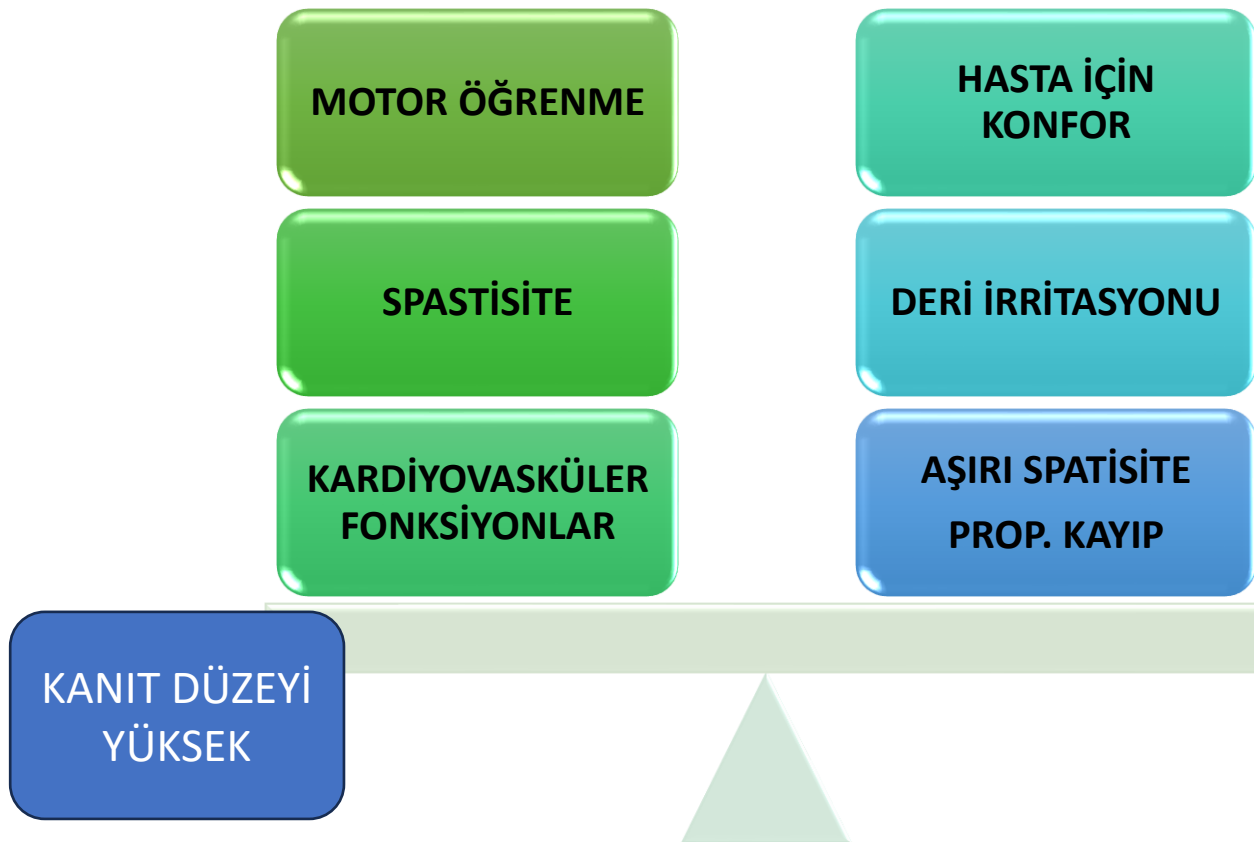 MOTOR ÖĞRENME
HASTA İÇİN
KONFOR
SPASTİSİTE
DERİ İRRİTASYONU
KARDİYOVASKÜLER
FONKSİYONLAR
AŞIRI SPATİSİTE
PROP. KAYIP
KANIT DÜZEYİ
YÜKSEK